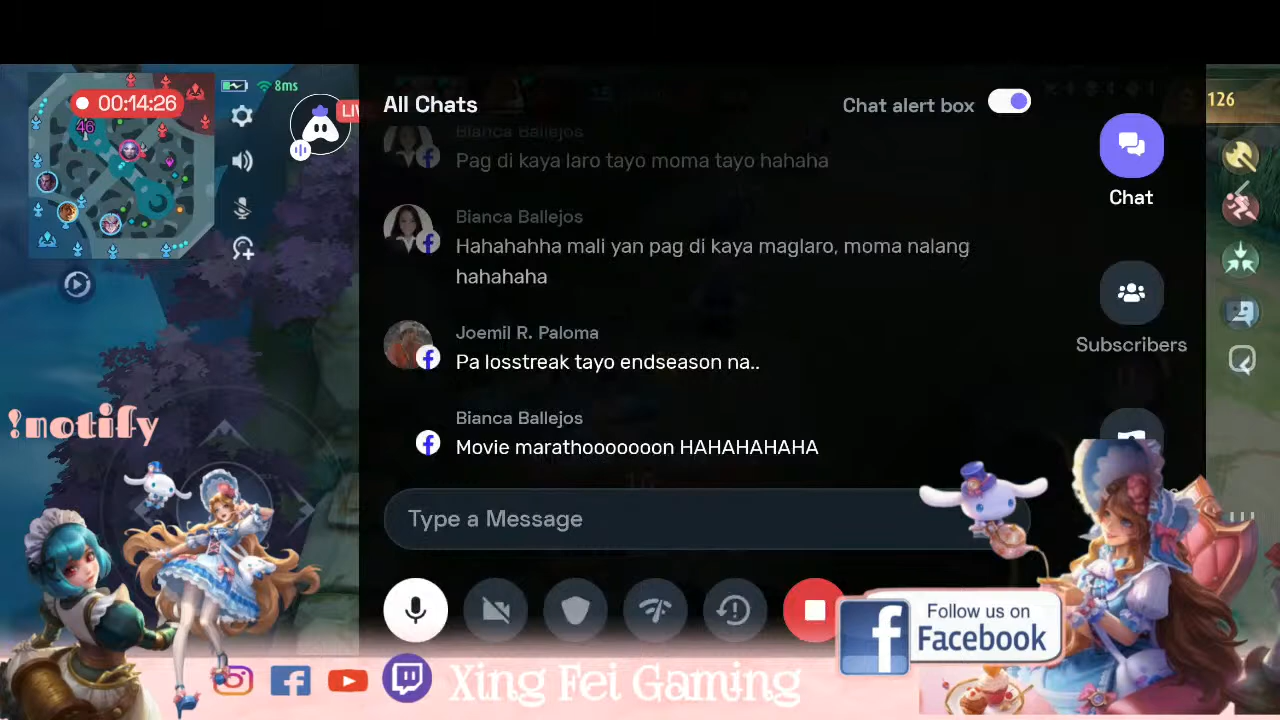 00:14:26
46
8ms
LIV
All Chats
Chat alert box
126
Bianca Ballejos
Pag di kaya laro tayo moma tayo hahaha
Chat
Bianca Ballejos
Hahahahha mali yan pag di kaya maglaro, moma nalang
hahahaha
Joemil R. Paloma
Subscribers
Pa losstreak tayo endseason na..
!notify
Bianca Ballejos
Movie marathooooooon HAHAHAHAHA
Type a Message
Follow us on
Facebook
Xing Fei Gaming